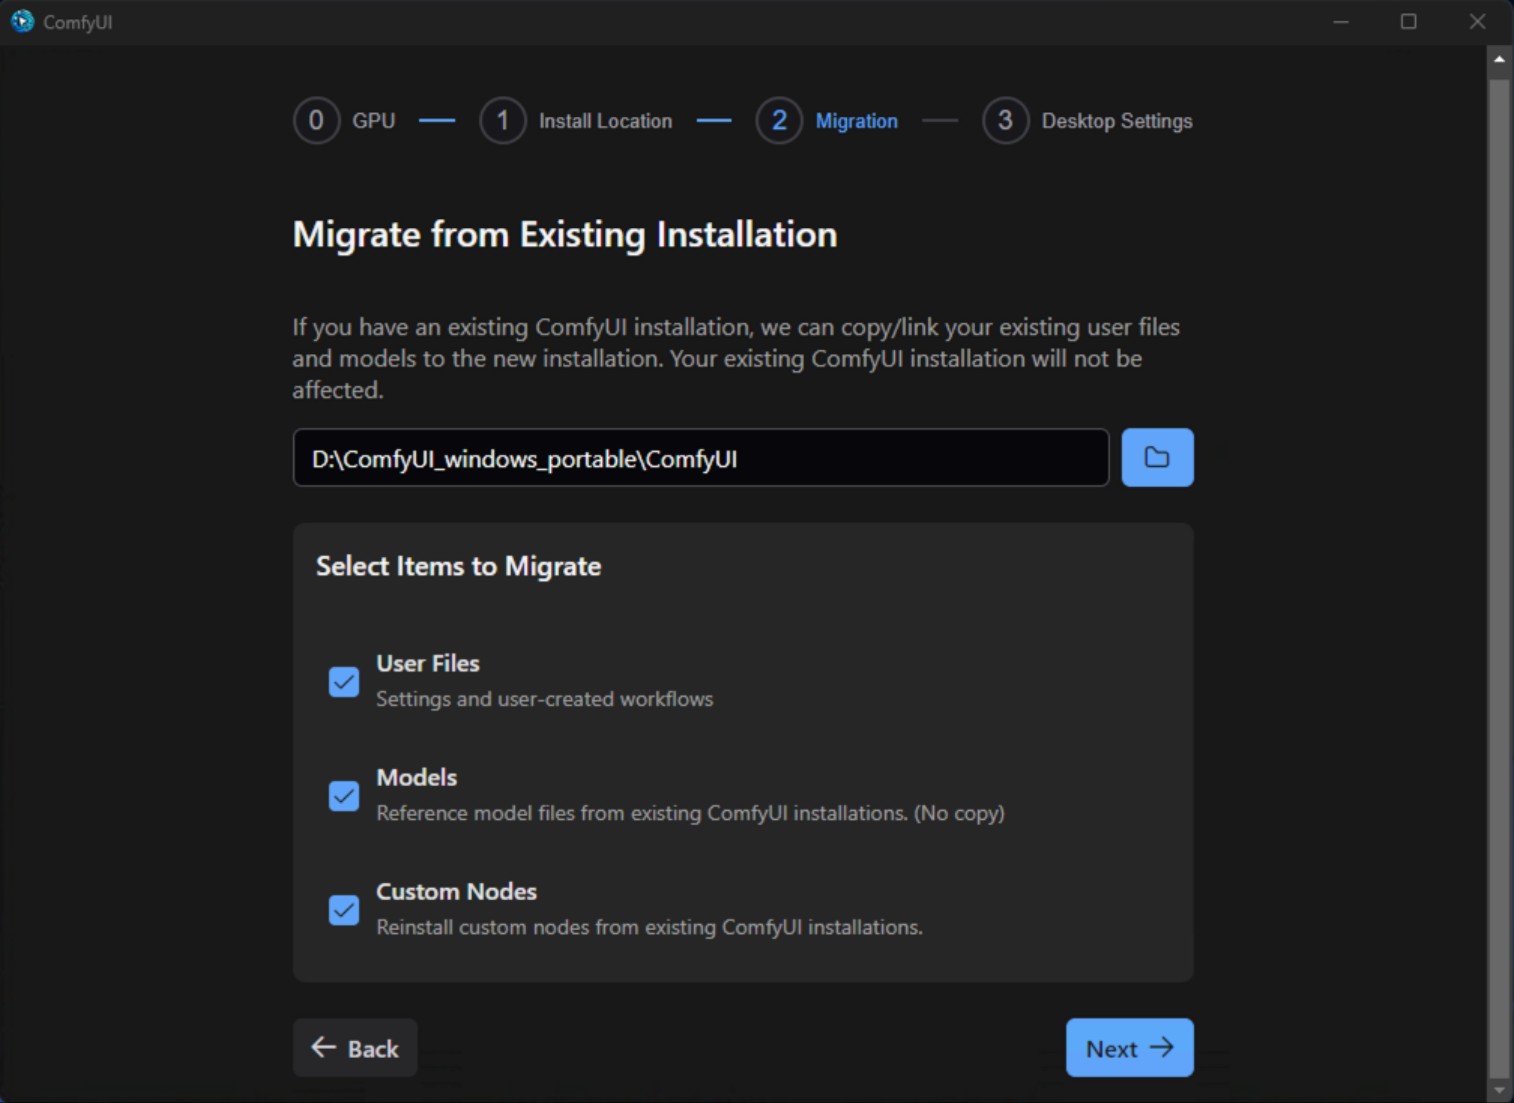 ComfyUI
0 GPU 1 Install Location 2 Migration 3 Desktop Settings
Migrate from Existing Installation
If you have an existing ComfyUI installation, we can copy/link your existing user files
and models to the new installation. Your existing ComfyUI installation will not be
affected.
D:\ComfyUI_windows_portable\ComfyUI
Select Items to Migrate
User Files
Settings and user-created workflows
Models
Reference model files from existing ComfyUI installations. (No copy)
Custom Nodes
Reinstall custom nodes from existing ComfyUI installations.
Back
Next